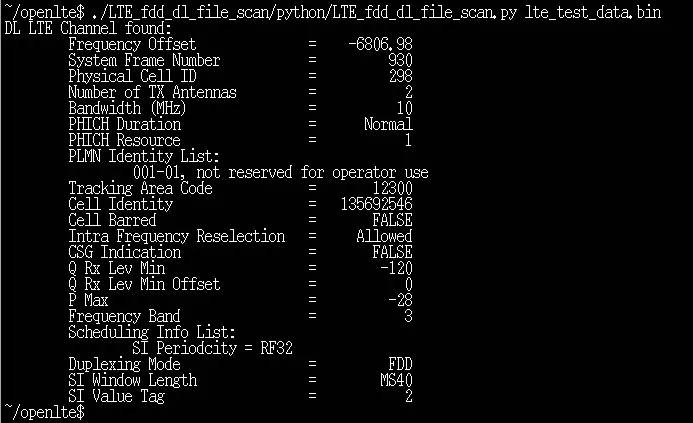 ~/openlte$ ./LTE_fdd_dl_file_scan/python/LTE_fdd_dl_file_scan.py lte_test_data.bin
DL LTE Channel found:
Frequency Offset = -6806.98
System Frame Number = 930
Physical Cell ID = 298
Number of TX Antennas = 2
Bandwidth (MHz) = 10
PHICH Duration = Normal
PHICH Resource = 1
PLMN Identity List:
001-01, not reserved for operator use
Tracking Area Code = 12300
Cell Identity = 135692546
Cell Barred = FALSE
Intra Frequency Reselection = Allowed
CSG Indication = FALSE
Q Rx Lev Min = -120
Q Rx Lev Min Offset = 0
P Max = -28
Frequency Band = 3
Scheduling Info List:
SI Periodcity = RF32
Duplexing Mode = FDD
SI Window Length = MS40
SI Value Tag = 2
~/openlte$